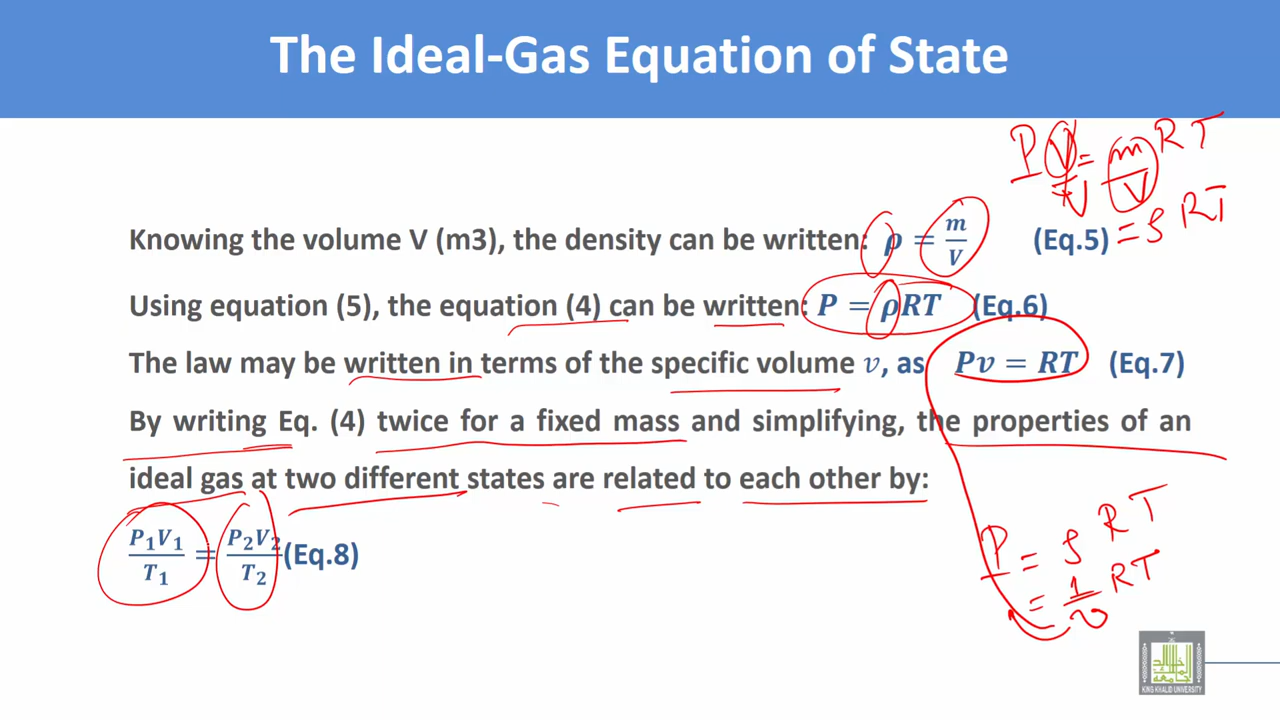 The Ideal-Gas Equation of State
PV/V = m/V RT
= ρ RT
Knowing the volume V (m3), the density can be written: ρ = m/V (Eq.5)
Using equation (5), the equation (4) can be written: P = ρRT (Eq.6)
The law may be written in terms of the specific volume v, as Pv = RT (Eq.7)
By writing Eq. (4) twice for a fixed mass and simplifying, the properties of an
ideal gas at two different states are related to each other by:
P₁V₁/T₁ = P₂V₂/T₂ (Eq.8)
P = ρ RT
= 1/v RT
KING KHALID UNIVERSITY